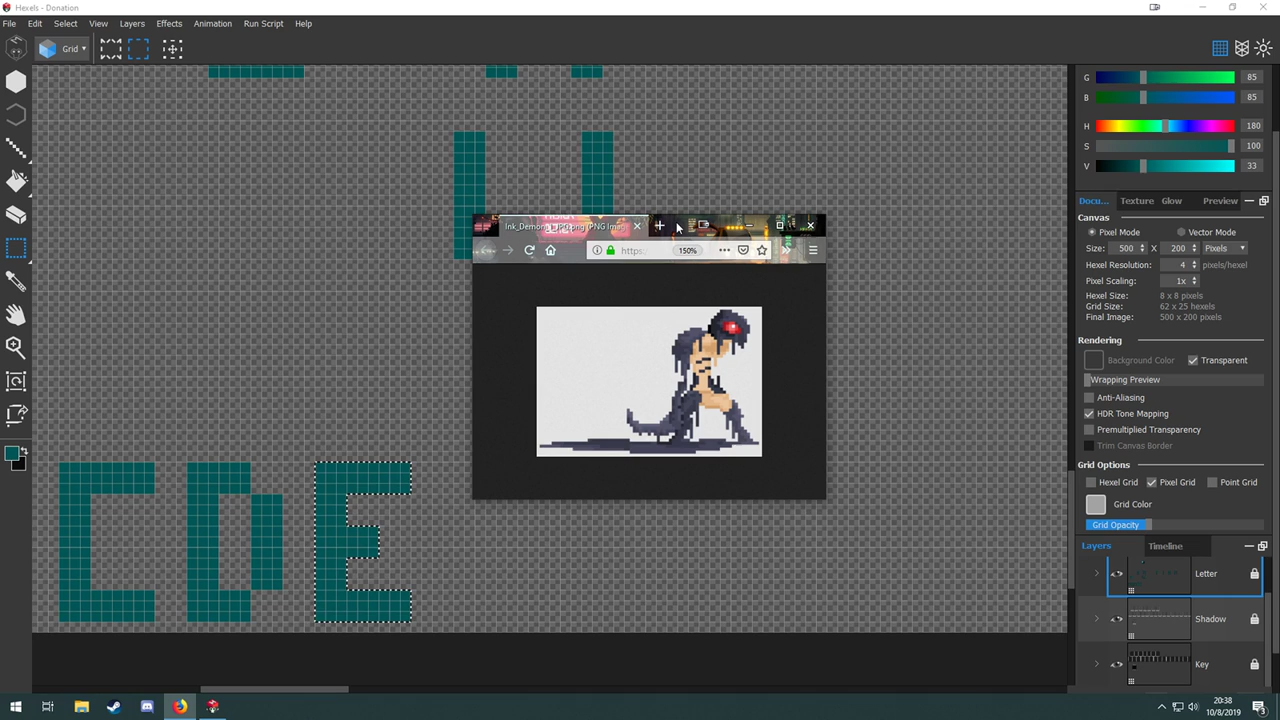 Hexels - Donation
File Edit Select View Layers Effects Animation Run Script Help
Grid
G 85
B 85
H 180
S 100
V 33
Docu... Texture Glow Preview
Canvas
Pixel Mode Vector Mode
Size: 500 X 200 Pixels
Hexel Resolution: 4 pixels/hexel
Pixel Scaling: 1x
Hexel Size: 8 x 8 pixels
Grid Size: 62 x 25 hexels
Final Image: 500 x 200 pixels
Rendering
Background Color Transparent
Wrapping Preview
Anti-Aliasing
HDR Tone Mapping
Premultiplied Transparency
Trim Canvas Border
Grid Options
Hexel Grid Pixel Grid Point Grid
Grid Color
Grid Opacity
Layers Timeline
Letter
Shadow
Key
https:
150%
C D E
20:38
10/8/2019
3